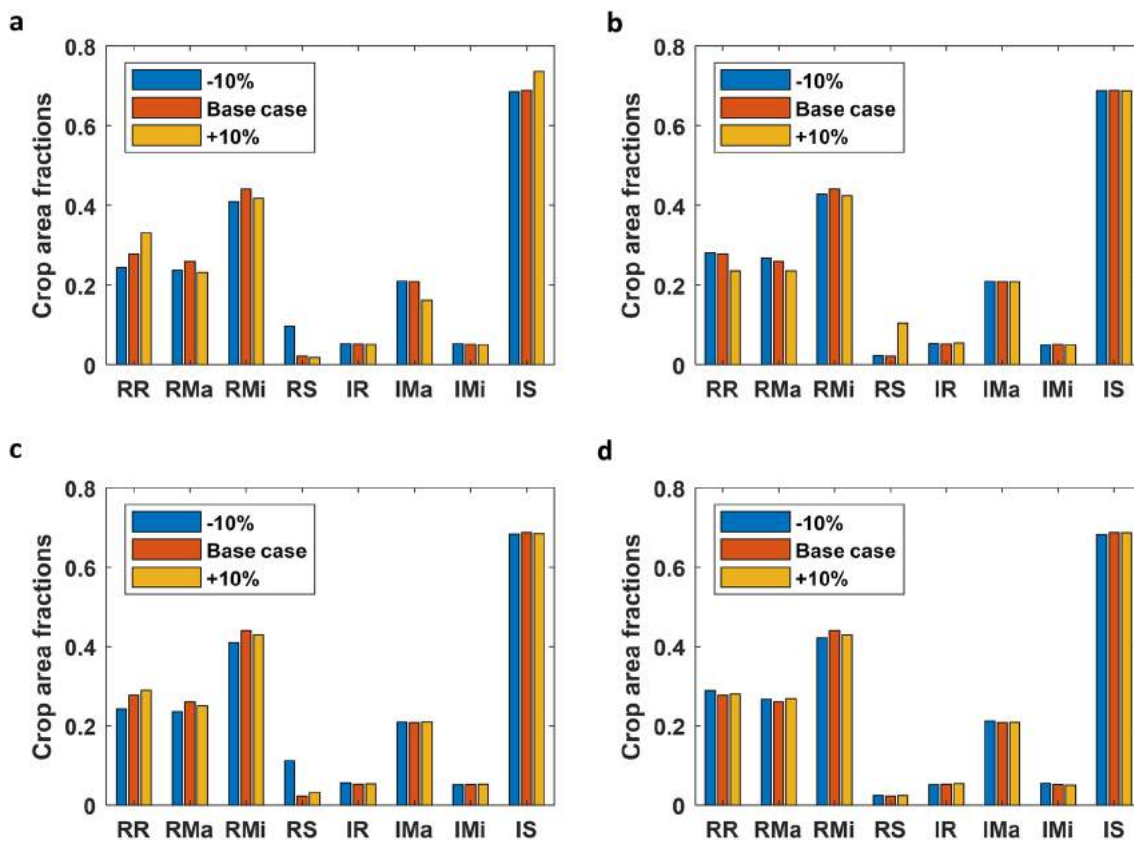 a
Crop area fractions
0.8
0.6
0.4
0.2
0
-10%
Base case
+10%
RR RMa RMi RS IR IMa IMi IS
b
Crop area fractions
0.8
0.6
0.4
0.2
0
-10%
Base case
+10%
RR RMa RMi RS IR IMa IMi IS
c
Crop area fractions
0.8
0.6
0.4
0.2
0
-10%
Base case
+10%
RR RMa RMi RS IR IMa IMi IS
d
Crop area fractions
0.8
0.6
0.4
0.2
0
-10%
Base case
+10%
RR RMa RMi RS IR IMa IMi IS